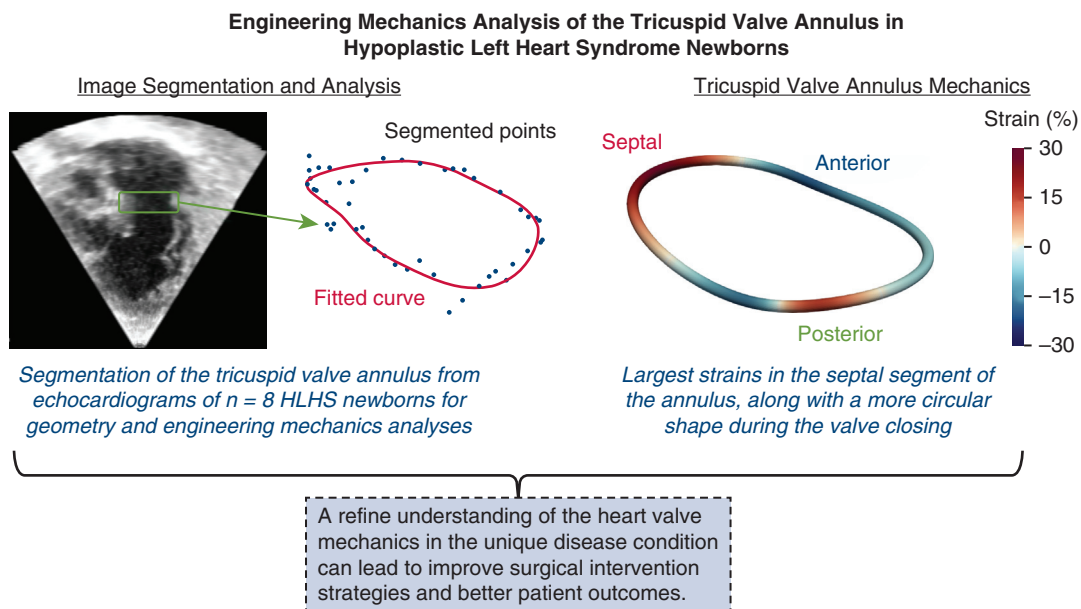 Engineering Mechanics Analysis of the Tricuspid Valve Annulus in
Hypoplastic Left Heart Syndrome Newborns
Image Segmentation and Analysis
Segmented points
Fitted curve
Segmentation of the tricuspid valve annulus from
echocardiograms of n = 8 HLHS newborns for
geometry and engineering mechanics analyses
Tricuspid Valve Annulus Mechanics
Strain (%)
30
15
0
–15
–30
Septal
Anterior
Posterior
Largest strains in the septal segment of
the annulus, along with a more circular
shape during the valve closing
A refine understanding of the heart valve
mechanics in the unique disease condition
can lead to improve surgical intervention
strategies and better patient outcomes.